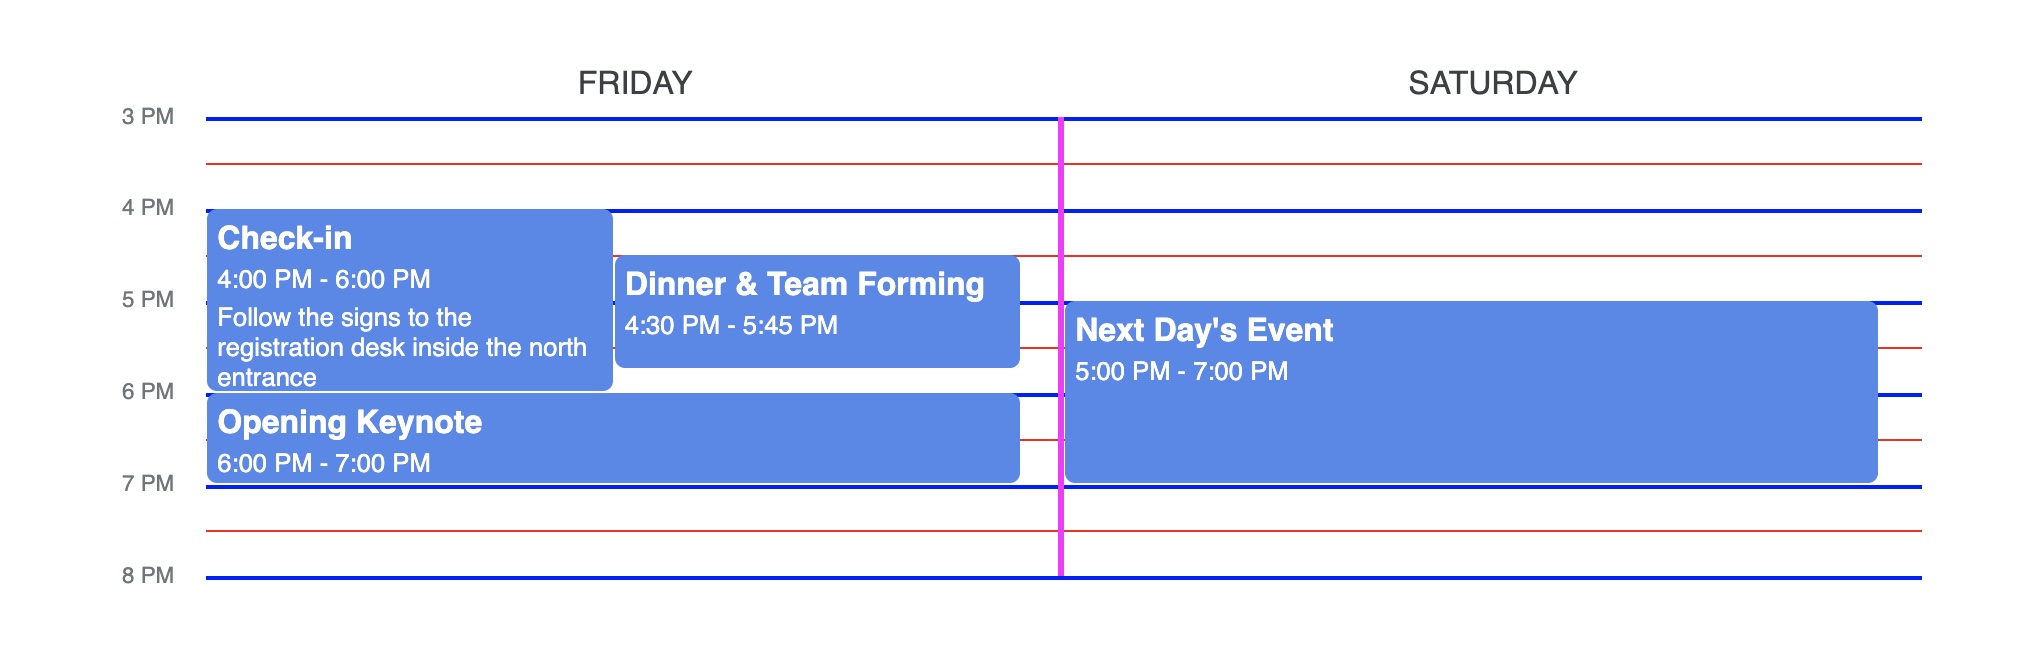 FRIDAY
SATURDAY
3 PM
4 PM
5 PM
6 PM
7 PM
8 PM
Check-in
4:00 PM - 6:00 PM
Follow the signs to the
registration desk inside the north
entrance
Dinner & Team Forming
4:30 PM - 5:45 PM
Opening Keynote
6:00 PM - 7:00 PM
Next Day's Event
5:00 PM - 7:00 PM